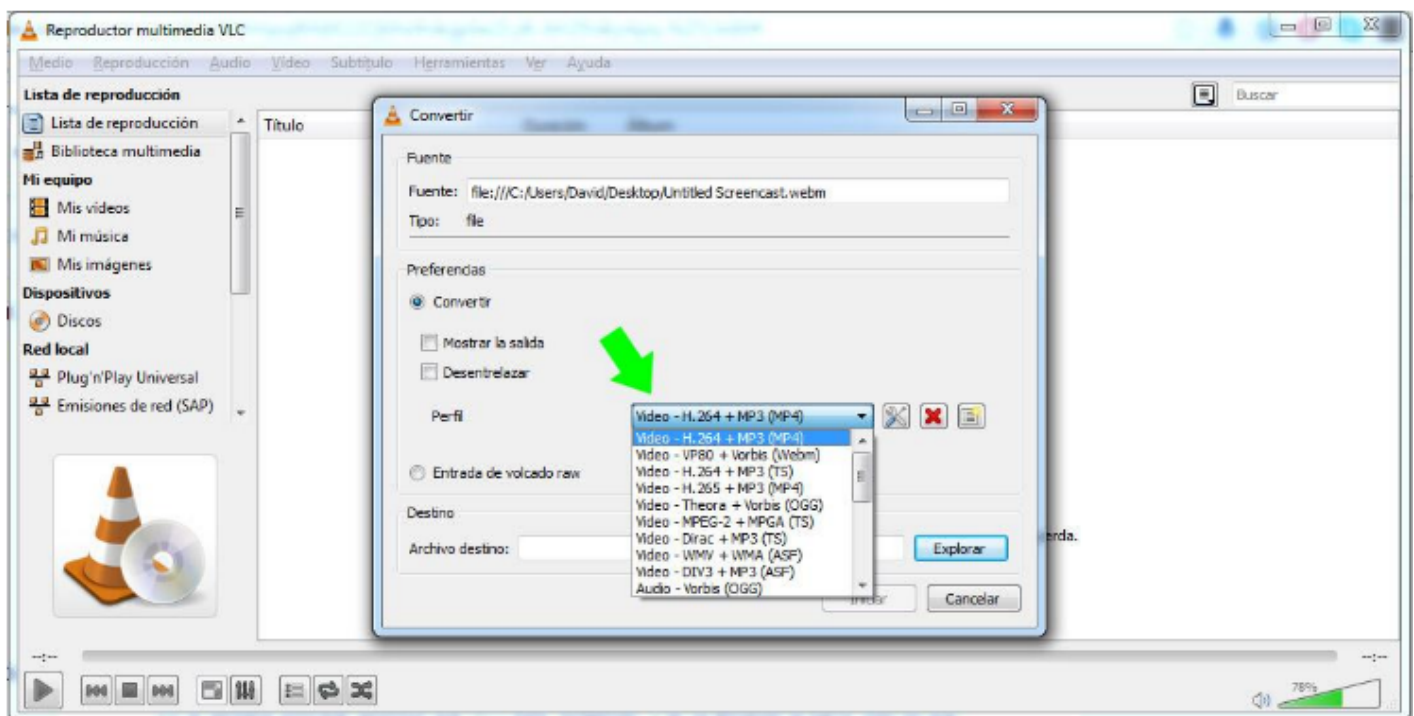 Reproductor multimedia VLC
Medio Reproducción Audio Vídeo Subtítulo Herramientas Ver Ayuda
Lista de reproducción
Buscar
Lista de reproducción
Biblioteca multimedia
Mi equipo
Mis vídeos
Mi música
Mis imágenes
Dispositivos
Discos
Red local
Plug'n'Play Universal
Emisiones de red (SAP)
Título
Convertir
Fuente
Fuente: file:///C:/Users/David/Desktop/Untitled Screencast.webm
Tipo: file
Preferencias
Convertir
Mostrar la salida
Desentrelazar
Perfil
Video - H.264 + MP3 (MP4)
Video - H.264 + MP3 (MP4)
Video - VP80 + Vorbis (Webm)
Video - H.264 + MP3 (TS)
Video - H.265 + MP3 (MP4)
Video - Theora + Vorbis (OGG)
Video - MPEG-2 + MPGA (TS)
Video - Dirac + MP3 (TS)
Video - WMV + WMA (ASF)
Video - DIV3 + MP3 (ASF)
Audio - Vorbis (OGG)
Entrada de volcado raw
Destino
Archivo destino:
Explorar
Cancelar
erda.
--:--
--:--
78%